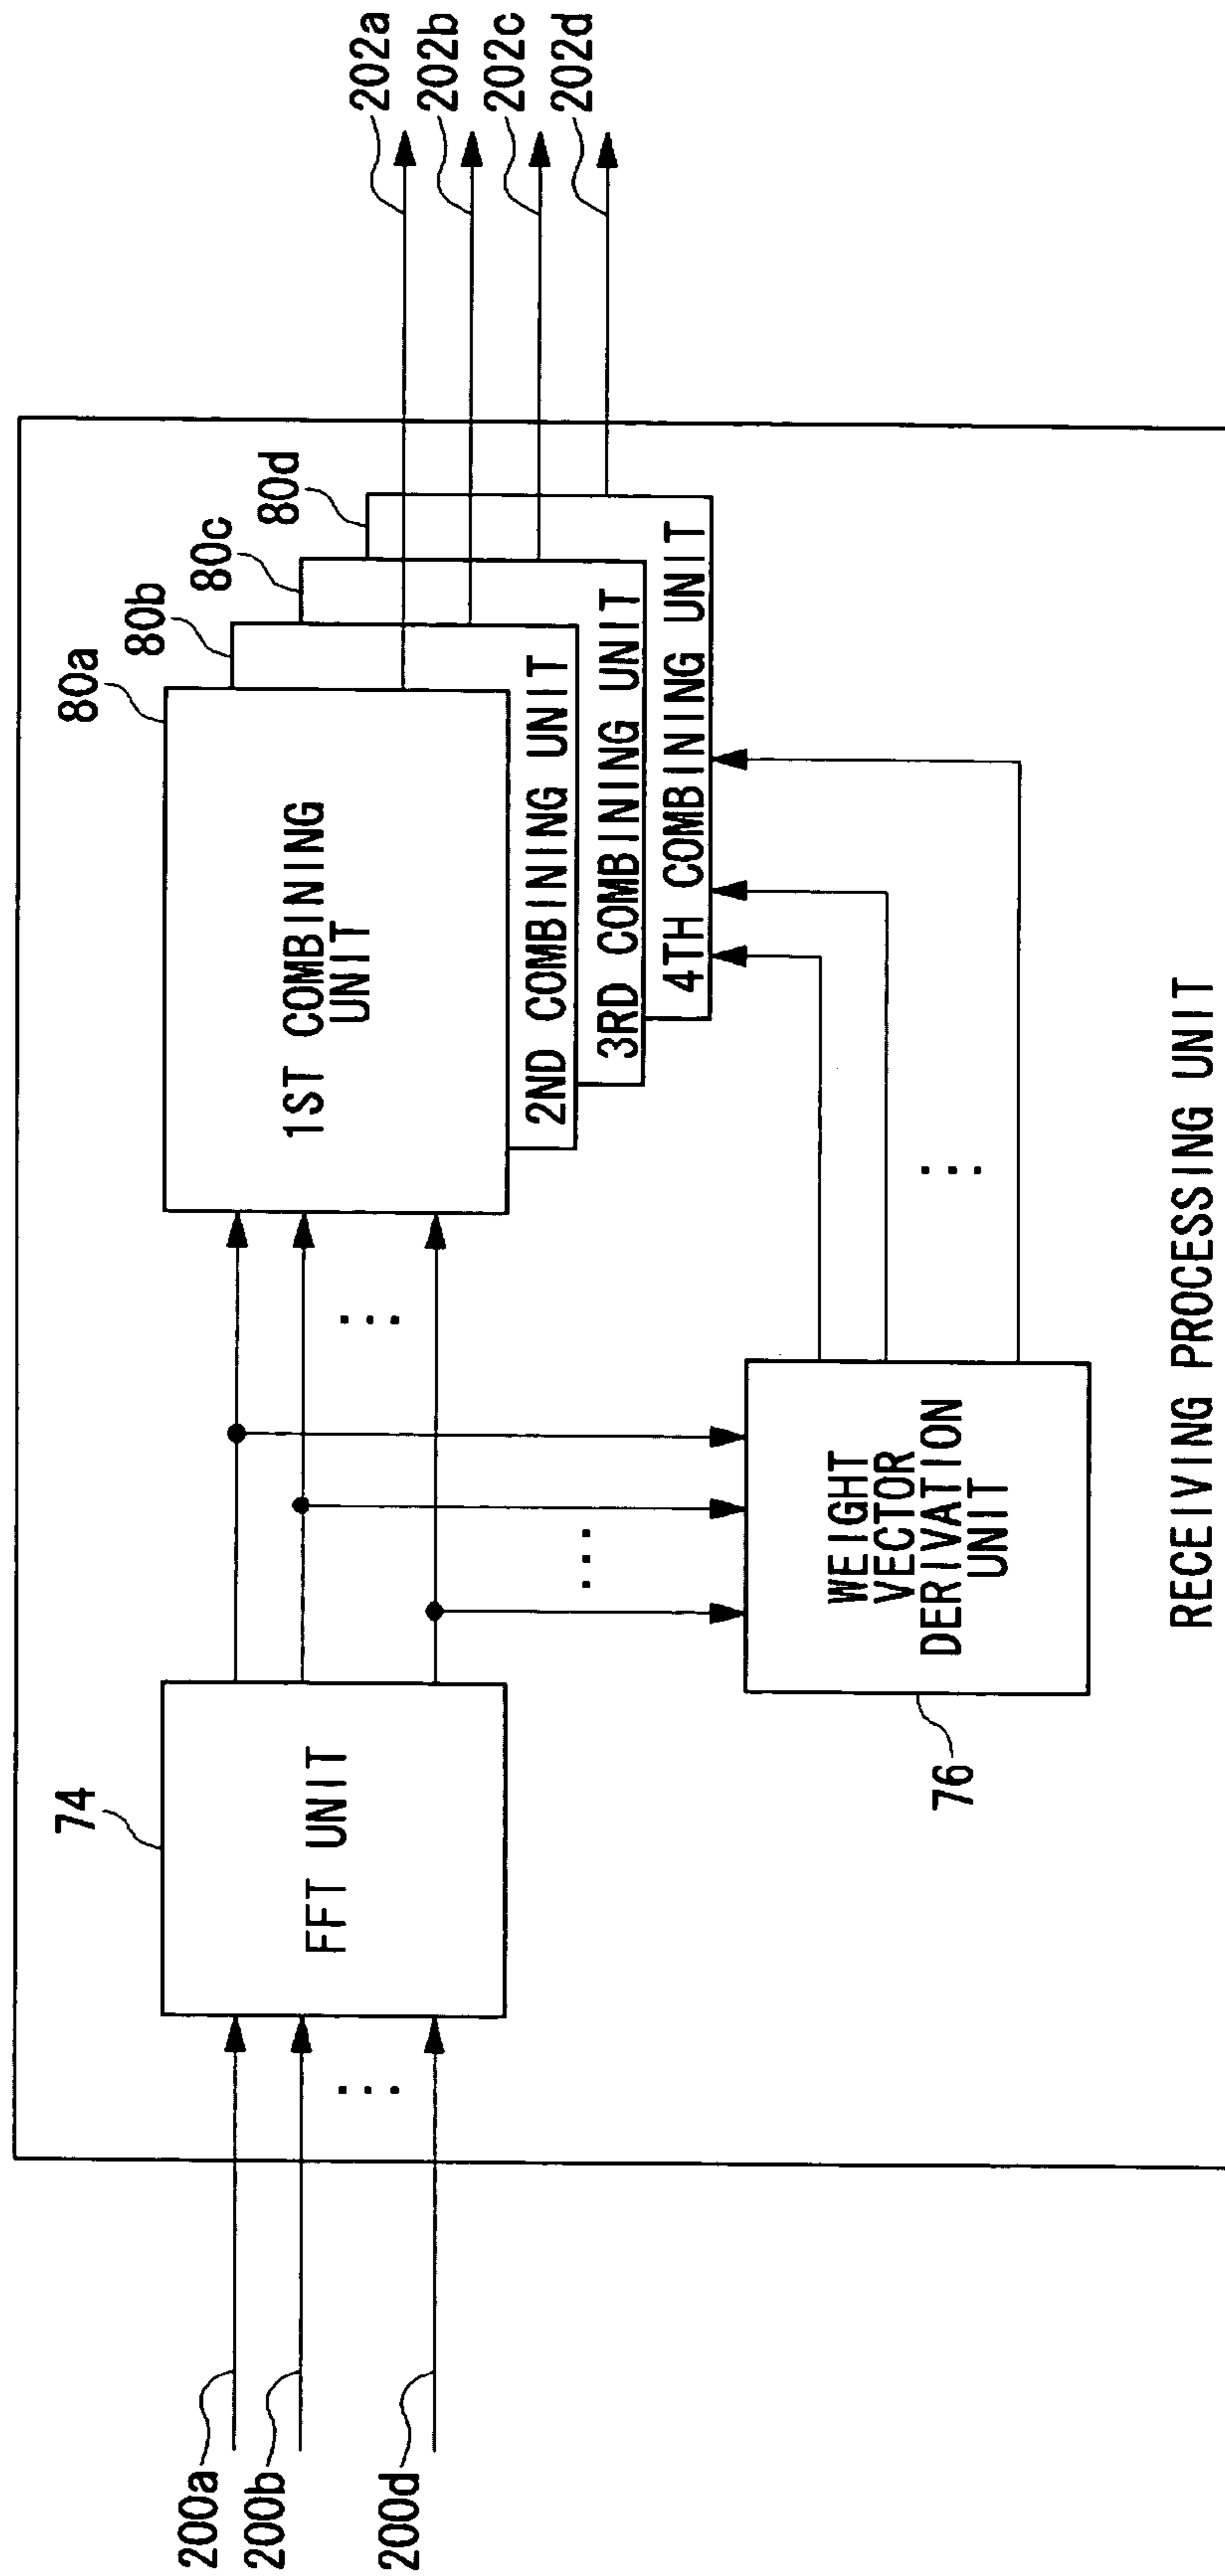 200a
200b
200d
74
FFT UNIT
...
...
...
...
WEIGHT
VECTOR
DERIVATION
UNIT
76
80a
80b
80c
80d
1ST COMBINING
UNIT
2ND COMBINING UNIT
3RD COMBINING UNIT
4TH COMBINING UNIT
202a
202b
202c
202d
RECEIVING PROCESSING UNIT